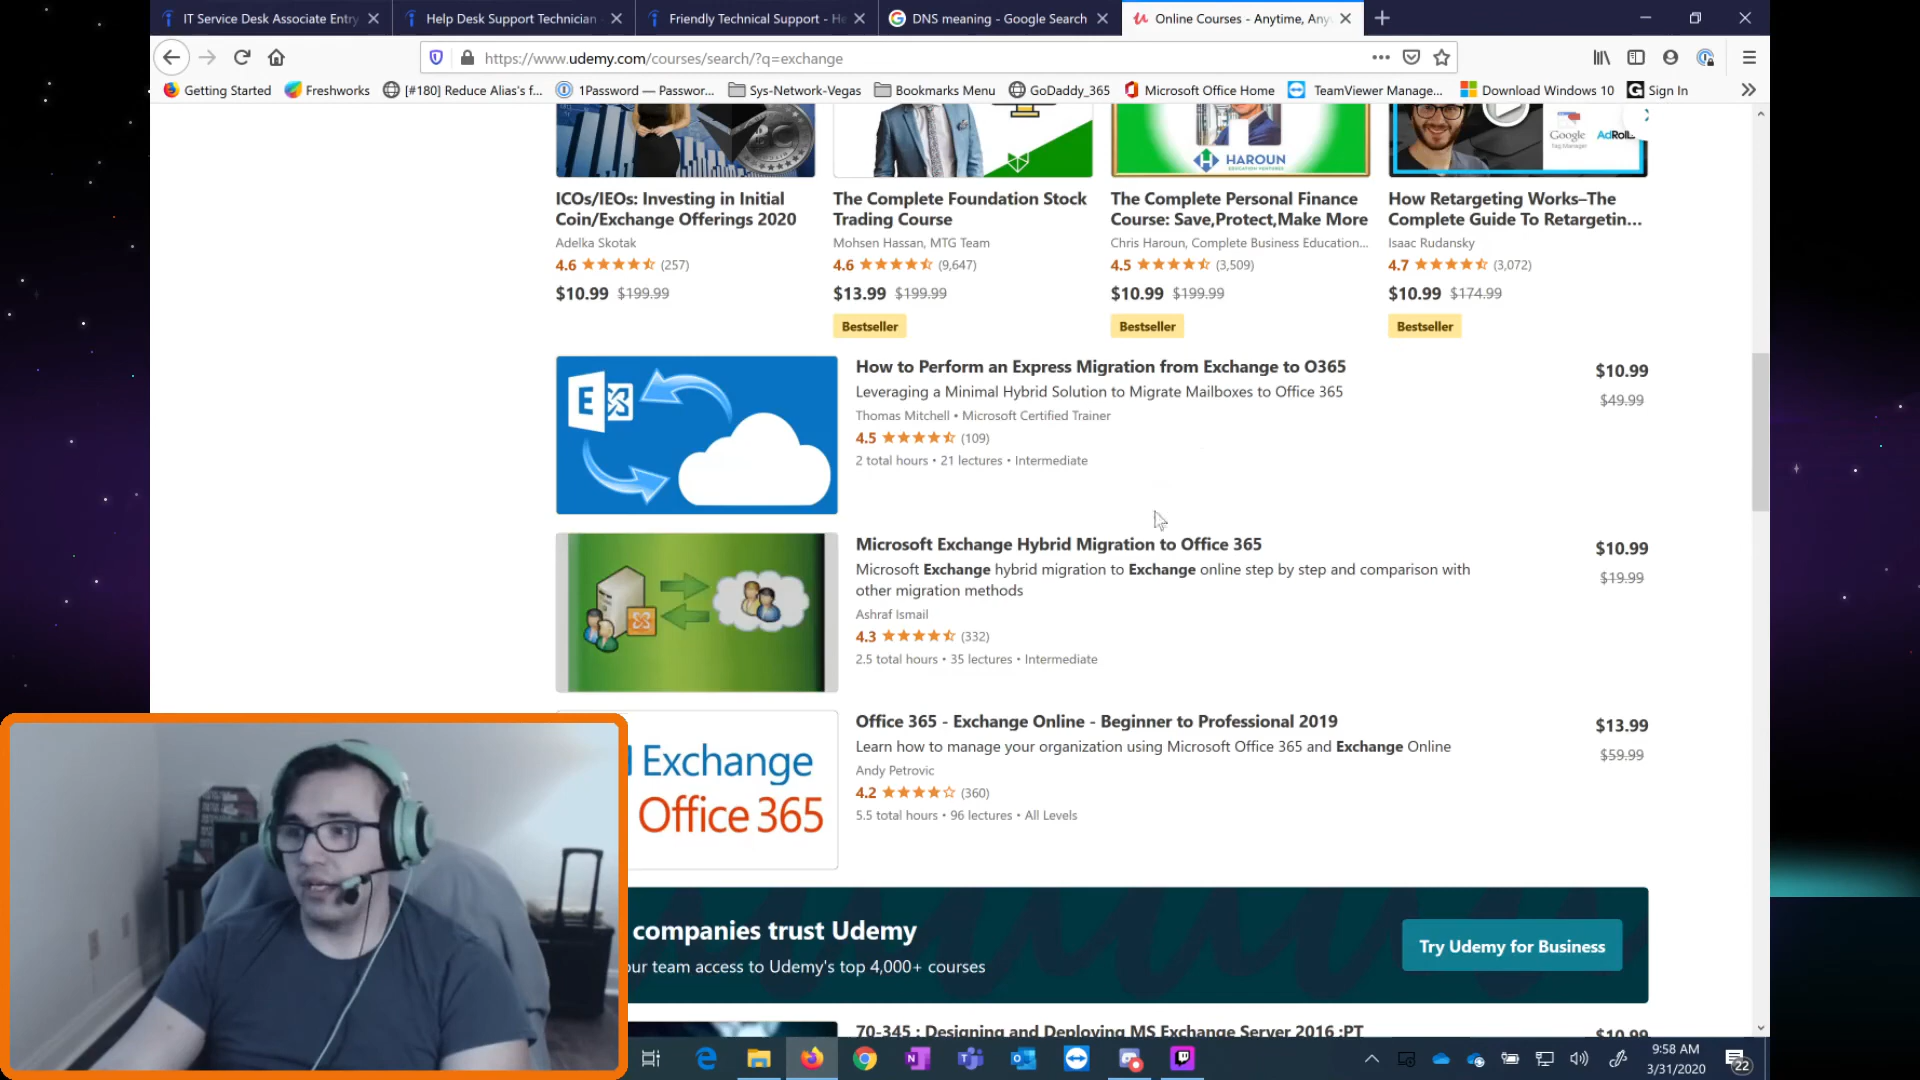 IT Service Desk Associate Entry
Help Desk Support Technician
Friendly Technical Support - He
DNS meaning - Google Search
Online Courses - Anytime, Any
https://www.udemy.com/courses/search/?q=exchange
Getting Started
Freshworks
[#180] Reduce Alias's f...
1Password — Passwor...
Sys-Network-Vegas
Bookmarks Menu
GoDaddy_365
Microsoft Office Home
TeamViewer Manage...
Download Windows 10
Sign In
HAROUN
EDUCATION VENTURES
Google
Tag Manager
AdRoll
ICOs/IEOs: Investing in Initial
Coin/Exchange Offerings 2020
Adelka Skotak
4.6 (257)
$10.99 $199.99
The Complete Foundation Stock
Trading Course
Mohsen Hassan, MTG Team
4.6 (9,647)
$13.99 $199.99
Bestseller
The Complete Personal Finance
Course: Save,Protect,Make More
Chris Haroun, Complete Business Education...
4.5 (3,509)
$10.99 $199.99
Bestseller
How Retargeting Works–The
Complete Guide To Retargetin...
Isaac Rudansky
4.7 (3,072)
$10.99 $174.99
Bestseller
E
How to Perform an Express Migration from Exchange to O365
Leveraging a Minimal Hybrid Solution to Migrate Mailboxes to Office 365
Thomas Mitchell • Microsoft Certified Trainer
4.5 (109)
2 total hours • 21 lectures • Intermediate
$10.99
$49.99
Microsoft Exchange Hybrid Migration to Office 365
Microsoft Exchange hybrid migration to Exchange online step by step and comparison with
other migration methods
Ashraf Ismail
4.3 (332)
2.5 total hours • 35 lectures • Intermediate
$10.99
$19.99
Exchange
Office 365
Office 365 - Exchange Online - Beginner to Professional 2019
Learn how to manage your organization using Microsoft Office 365 and Exchange Online
Andy Petrovic
4.2 (360)
5.5 total hours • 96 lectures • All Levels
$13.99
$59.99
companies trust Udemy
our team access to Udemy's top 4,000+ courses
Try Udemy for Business
70-345 : Designing and Deploying MS Exchange Server 2016 :PT
$10.99
9:58 AM
3/31/2020
22